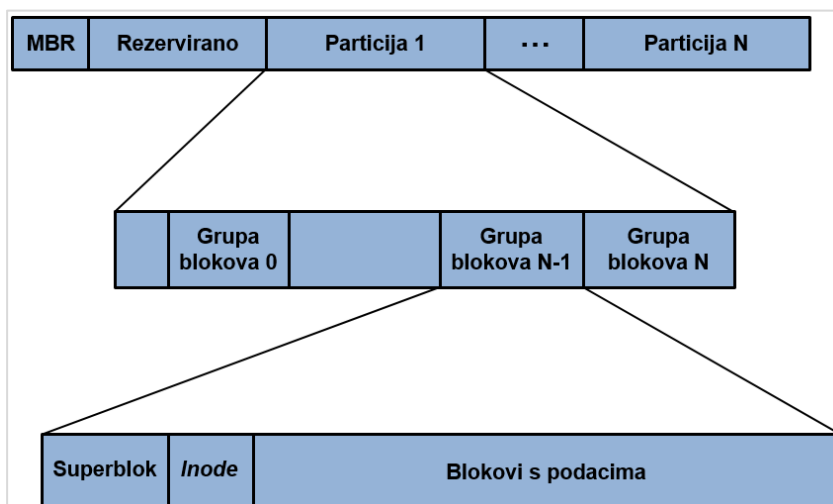 MBR Rezervirano Particija 1 ... Particija N
Grupa Grupa Grupa
blokova 0 blokova N-1 blokova N
Superblok Inode Blokovi s podacima